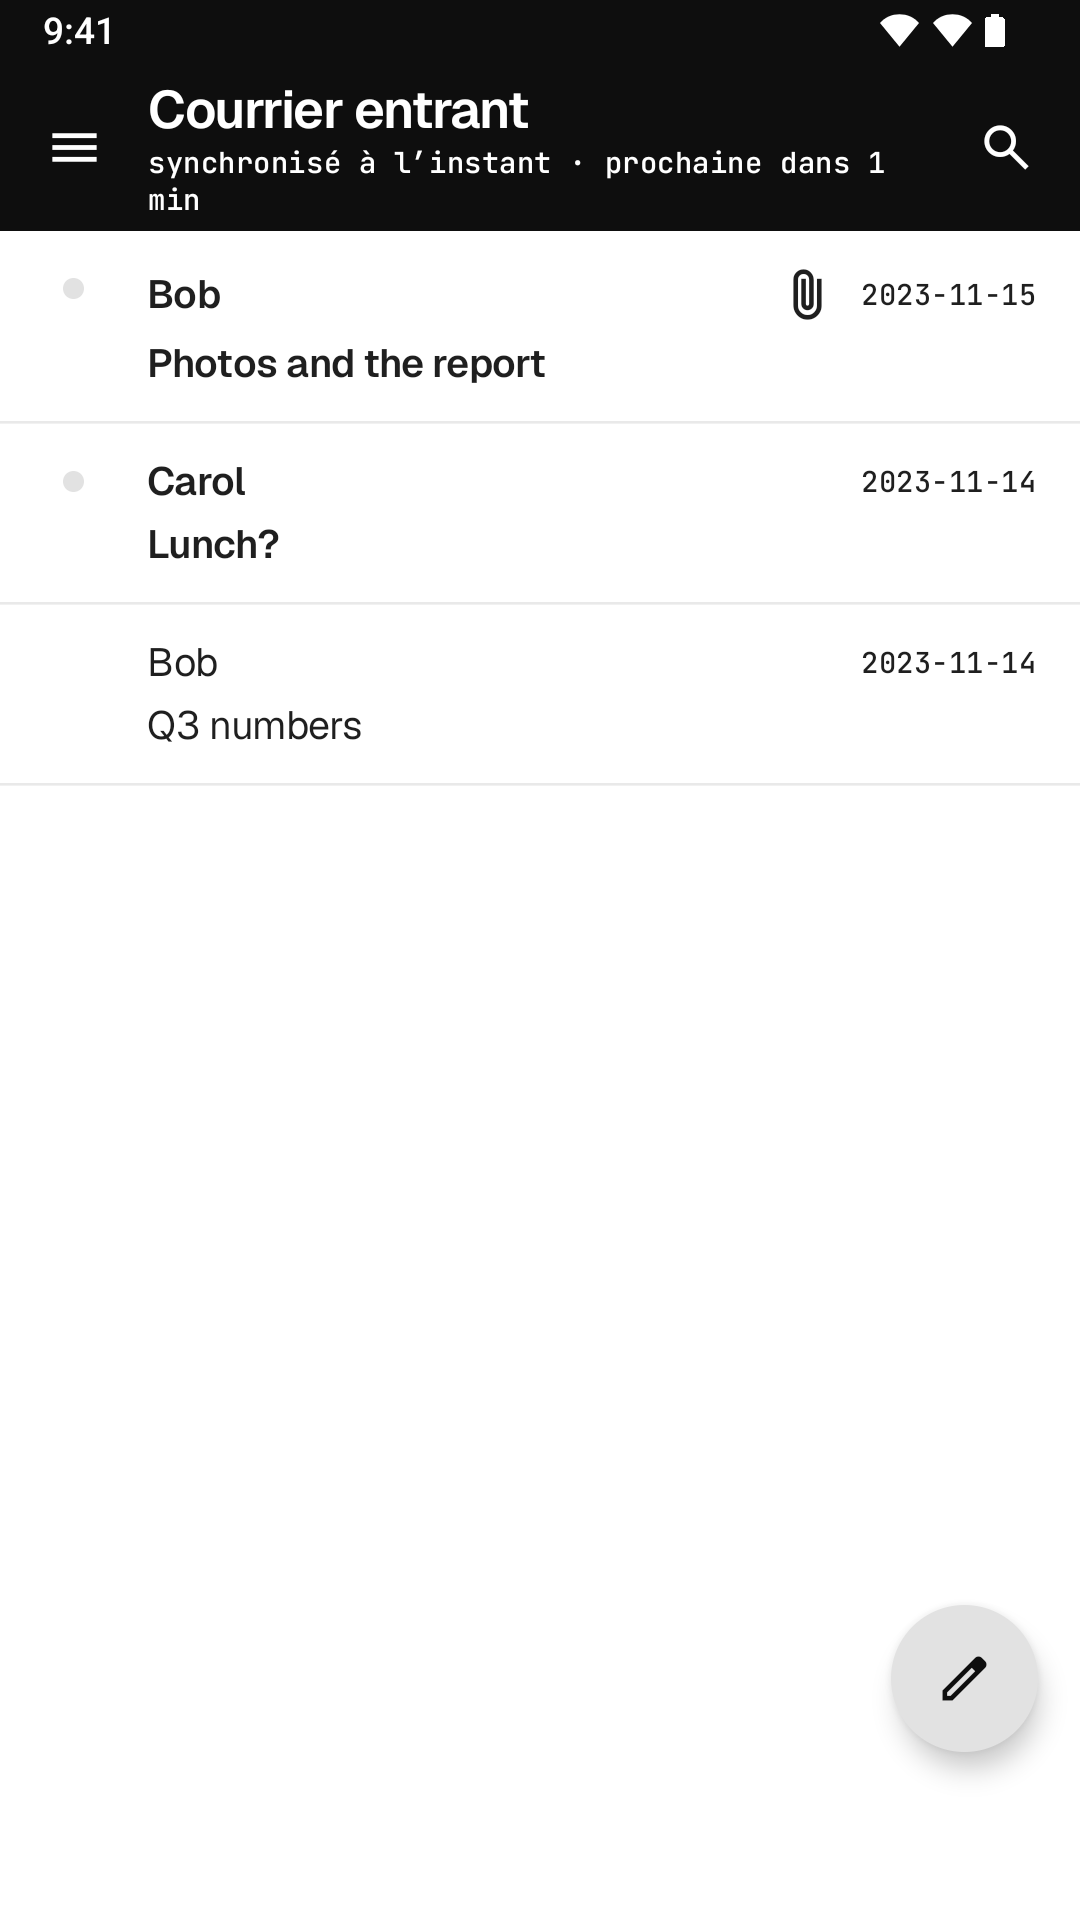 9:41
Courrier entrant
synchronisé à l’instant · prochaine dans 1
min
Bob 2023-11-15
Photos and the report
Carol 2023-11-14
Lunch?
Bob 2023-11-14
Q3 numbers